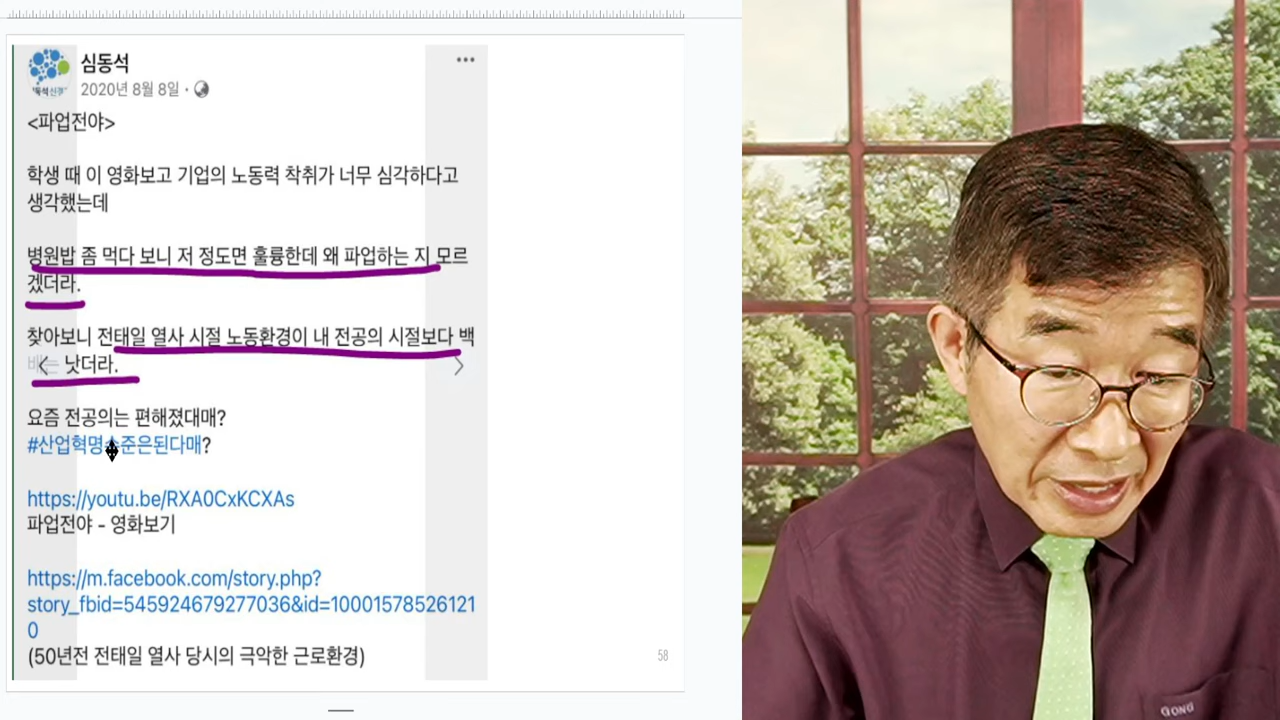 심동석
2020년 8월 8일
<파업전야>
학생 때 이 영화보고 기업의 노동력 착취가 너무 심각하다고
생각했는데
병원밥 좀 먹다 보니 저 정도면 훌륭한데 왜 파업하는 지 모르
겠더라.
찾아보니 전태일 열사 시절 노동환경이 내 전공의 시절보다 백
배는 낫더라.
요즘 전공의는 편해졌대매?
#산업혁명수준은된다매?
https://youtu.be/RXA0CxKCXAs
파업전야 - 영화보기
https://m.facebook.com/story.php?
story_fbid=545924679277036&id=10001578526121
0
(50년전 전태일 열사 당시의 극악한 근로환경)
58
GONG